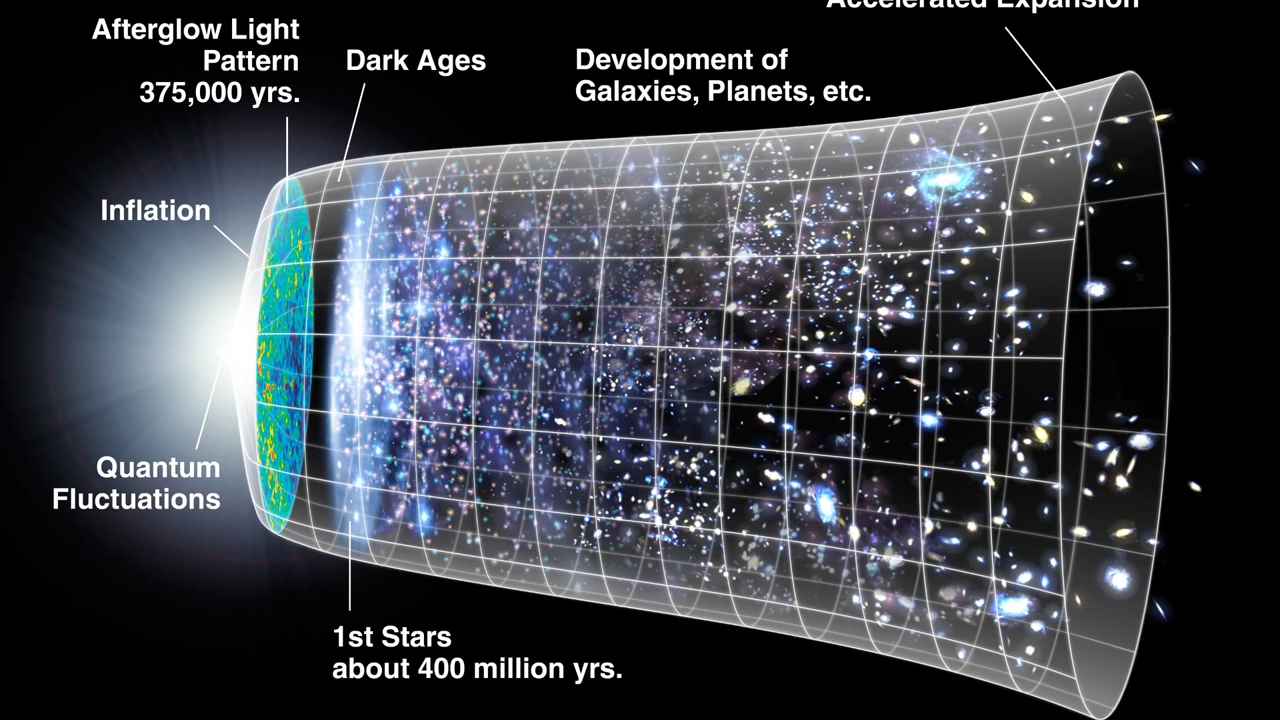 Accelerated Expansion
Afterglow Light
Pattern
375,000 yrs.
Dark Ages
Development of
Galaxies, Planets, etc.
Inflation
Quantum
Fluctuations
1st Stars
about 400 million yrs.